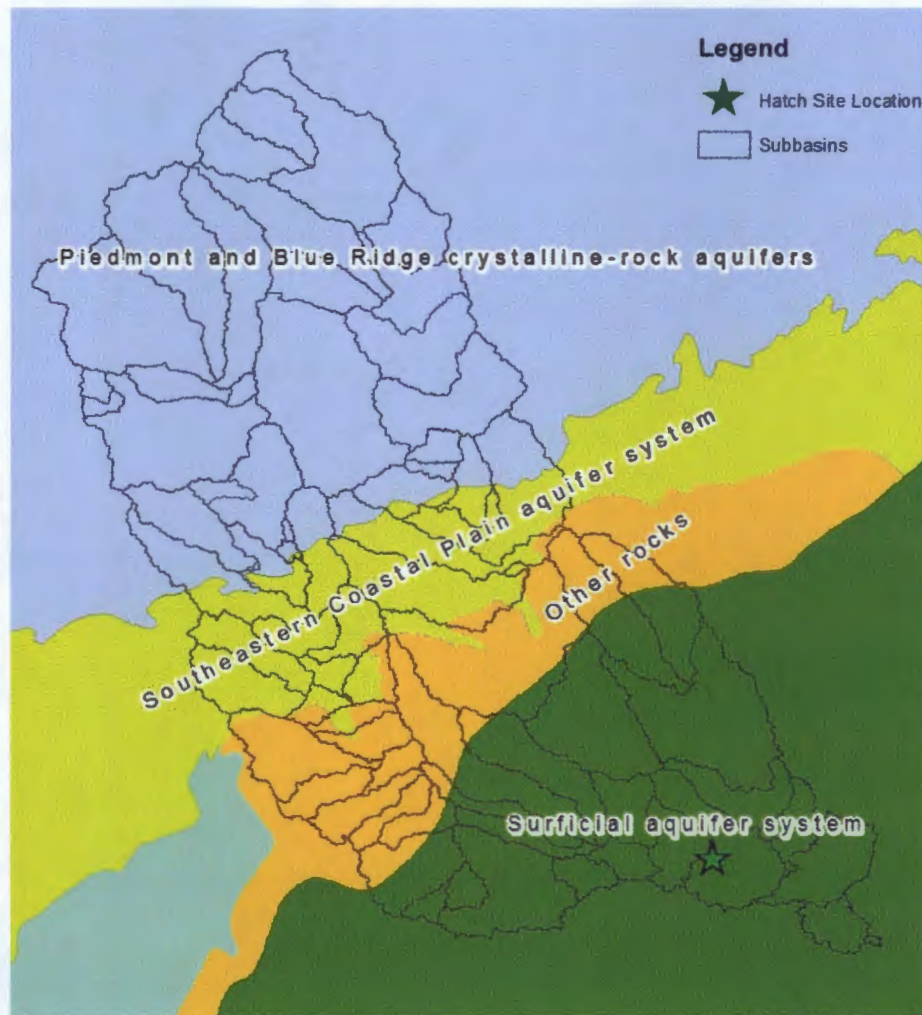 Legend
Hatch Site Location
Subbasins
Piedmont and Blue Ridge crystalline-rock aquifers
Southeastern Coastal Plain aquifer system
Other rocks
Surficial aquifer system